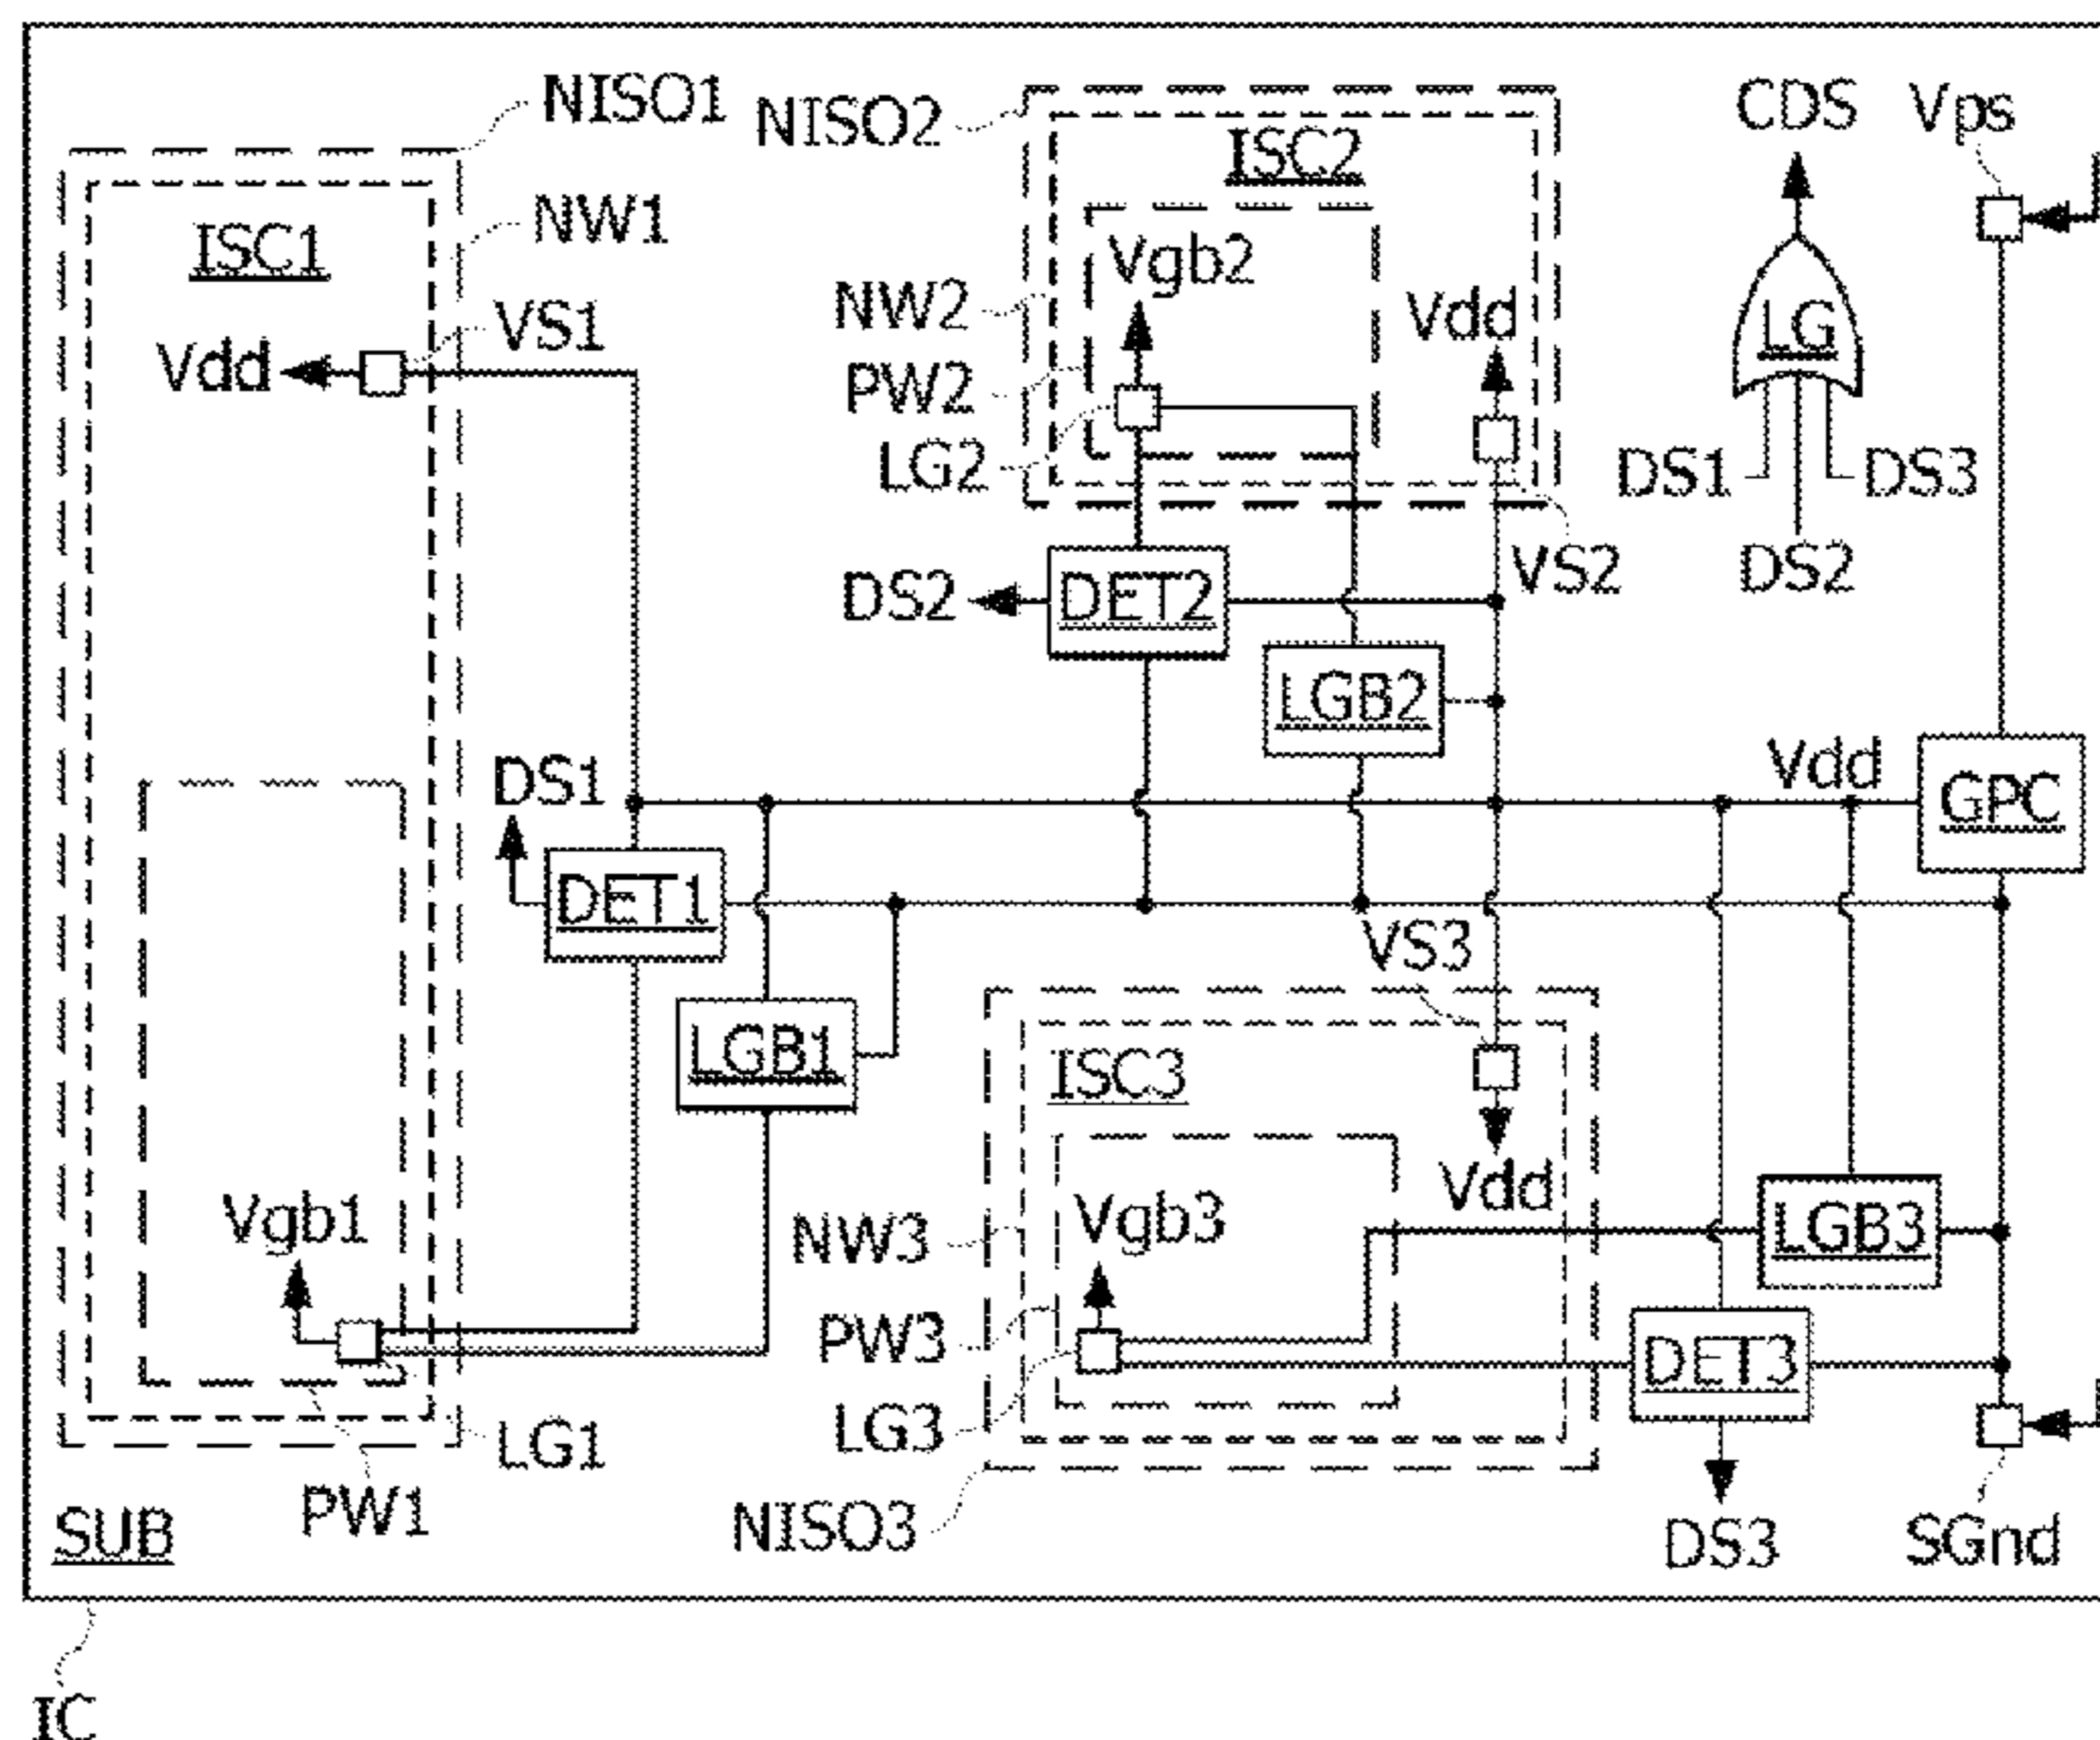 NISO1
NISO2
CDS
Vps
ISC2
ISC1
NW1
Vgb2
NW2
Vdd
LG
VS1
Vdd
PW2
LG2
DS1
DS3
DS2
VS2
DS2
DET2
LGB2
DS1
Vdd
GPC
DET1
VS3
LGB1
ISC3
Vdd
Vgb1
NW3
Vgb3
LGB3
PW3
DET3
LG1
LG3
PW1
SUB
NISO3
DS3
SGnd
IC